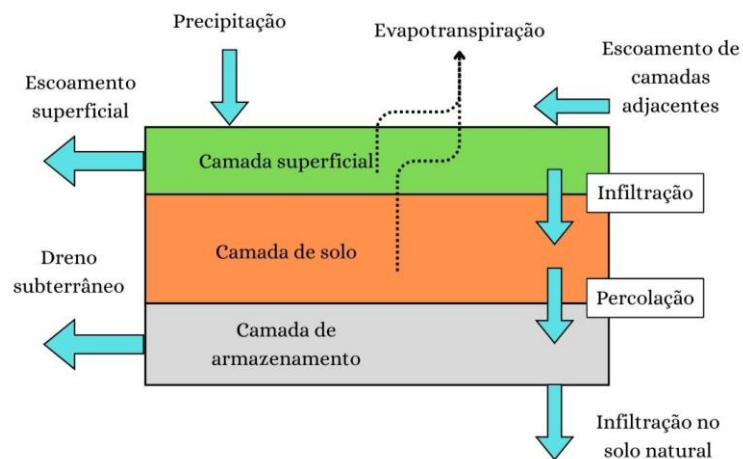 Precipitação
Evapotranspiração
Escoamento de
camadas
adjacentes
Escoamento
superficial
Camada superficial
Infiltração
Camada de solo
Dreno
subterrâneo
Percolação
Camada de
armazenamento
Infiltração no
solo natural